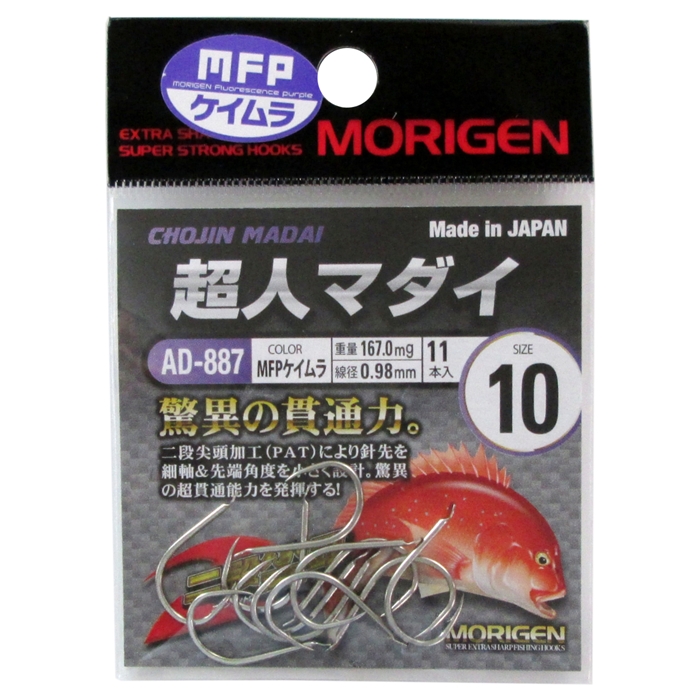 MFP
MORIGEN Fluorescence purple
ケイムラ
EXTRA SHA
SUPER STRONG HOOKS
MORIGEN
CHOJIN MADAI
Made in JAPAN
超人マダイ
AD-887
COLOR
MFPケイムラ
重量 167.0mg
線径 0.98mm
11
本入
SIZE
10
驚異の貫通力。
二段尖頭加工(PAT)により針先を
細軸&先端角度を小さく設計。驚異
の超貫通能力を発揮する!
MORIGEN
SUPER EXTRA SHARP FISHING HOOKS